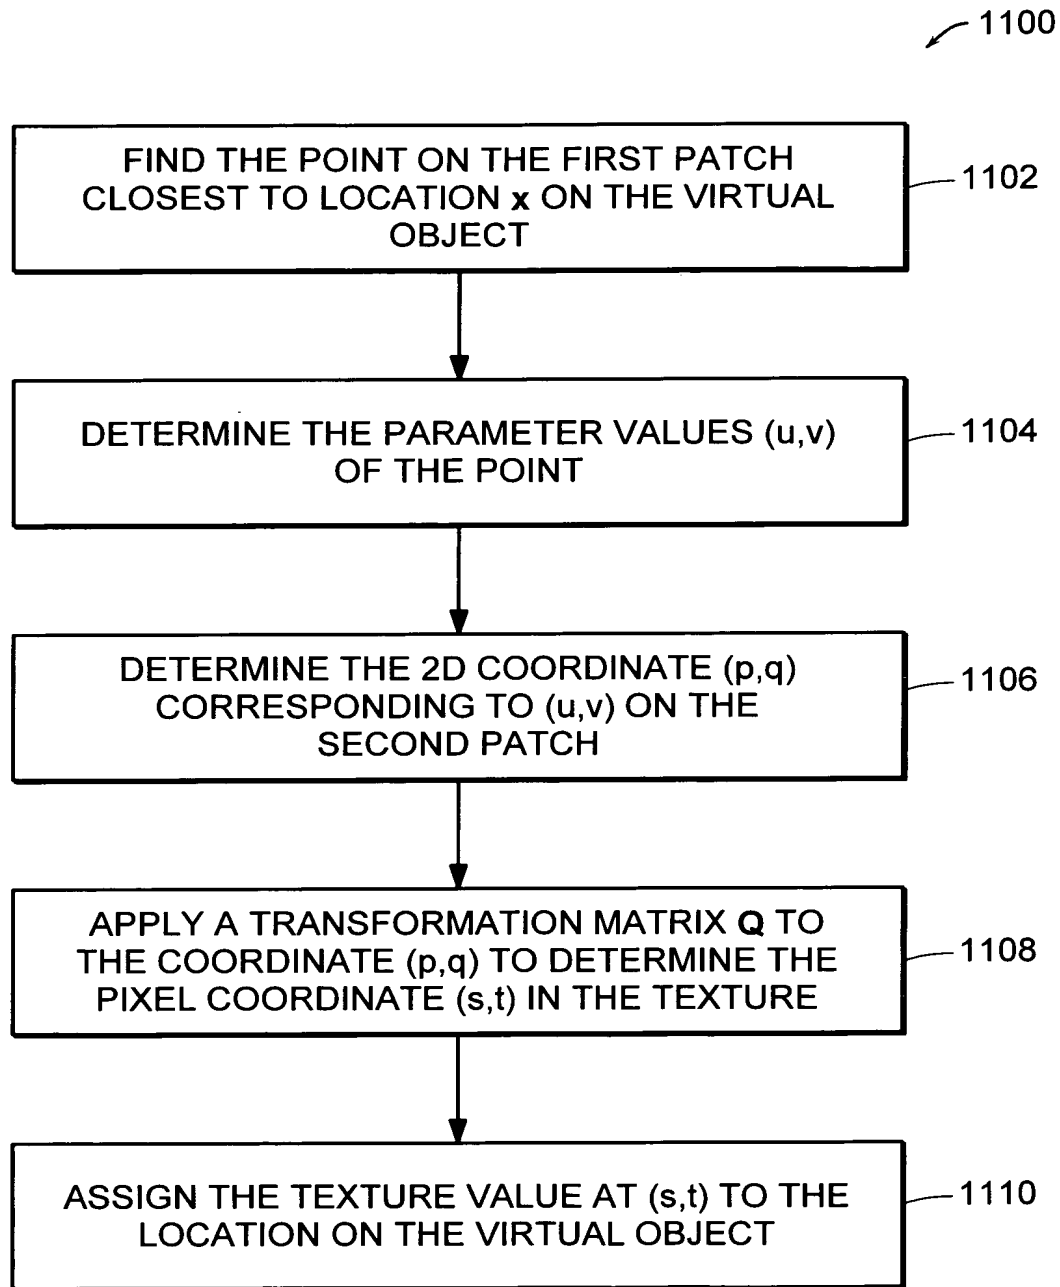 1100
FIND THE POINT ON THE FIRST PATCH
CLOSEST TO LOCATION x ON THE VIRTUAL
OBJECT
1102
DETERMINE THE PARAMETER VALUES (u,v)
OF THE POINT
1104
DETERMINE THE 2D COORDINATE (p,q)
CORRESPONDING TO (u,v) ON THE
SECOND PATCH
1106
APPLY A TRANSFORMATION MATRIX Q TO
THE COORDINATE (p,q) TO DETERMINE THE
PIXEL COORDINATE (s,t) IN THE TEXTURE
1108
ASSIGN THE TEXTURE VALUE AT (s,t) TO THE
LOCATION ON THE VIRTUAL OBJECT
1110